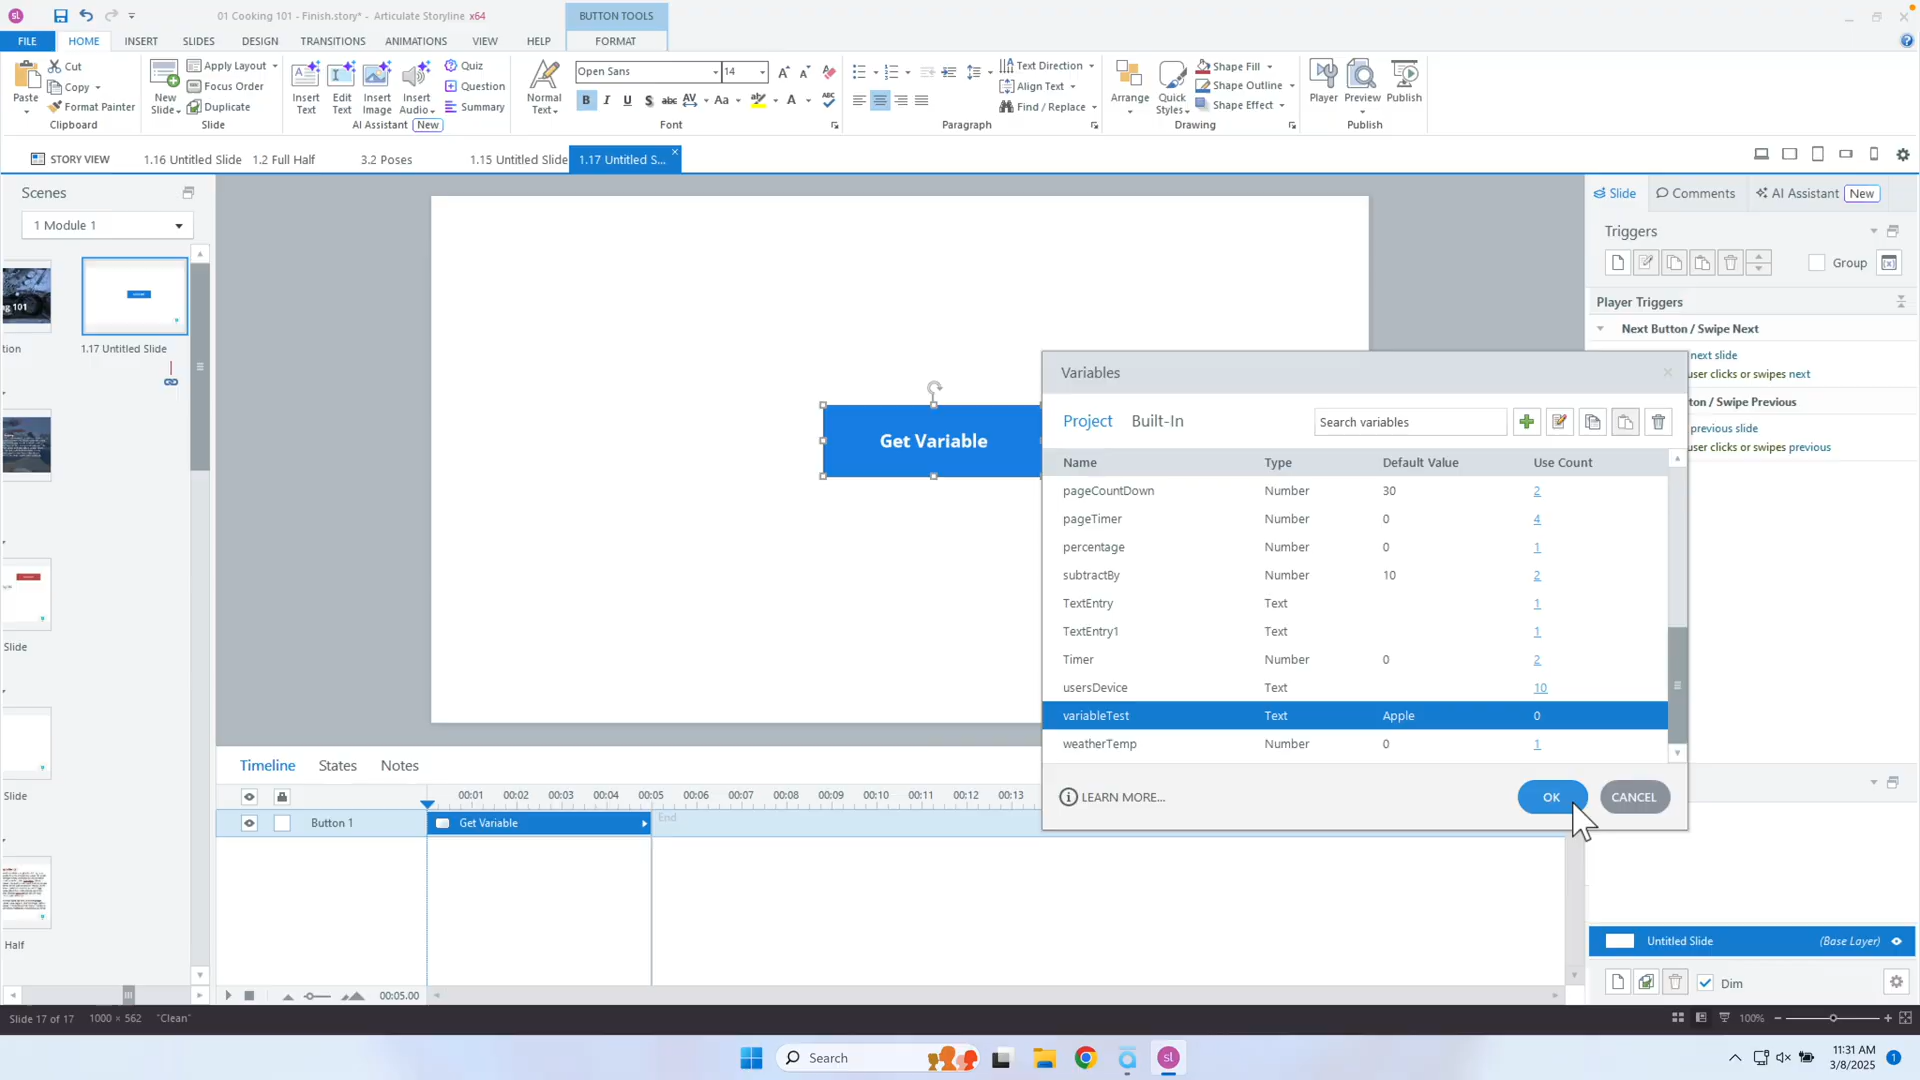 sl
01 Cooking 101 - Finish.story* - Articulate Storyline x64
BUTTON TOOLS
FILE
HOME
INSERT
SLIDES
DESIGN
TRANSITIONS
ANIMATIONS
VIEW
HELP
FORMAT
Paste
Cut
Copy
Format Painter
Clipboard
New
Slide
Apply Layout
Focus Order
Duplicate
Slide
Insert
Text
Edit
Text
Insert
Image
Insert
Audio
Quiz
Question
Summary
AI Assistant New
Normal
Text
Open Sans
14
B I U S abc AV Aa A
Font
Text Direction
Align Text
Find / Replace
Paragraph
Arrange
Quick
Styles
Shape Fill
Shape Outline
Shape Effect
Drawing
Player
Preview
Publish
Publish
STORY VIEW
1.16 Untitled Slide
1.2 Full Half
3.2 Poses
1.15 Untitled Slide
1.17 Untitled S...
Scenes
1 Module 1
ng 101
tion
1.17 Untitled Slide
Slide
Slide
Half
Get Variable
Slide
Comments
AI Assistant New
Triggers
Group
Player Triggers
Next Button / Swipe Next
next slide
user clicks or swipes next
ton / Swipe Previous
previous slide
user clicks or swipes previous
Variables
Project
Built-In
Search variables
Name Type Default Value Use Count
pageCountDown Number 30 2
pageTimer Number 0 4
percentage Number 0 1
subtractBy Number 10 2
TextEntry Text 1
TextEntry1 Text 1
Timer Number 0 2
usersDevice Text 10
variableTest Text Apple 0
weatherTemp Number 0 1
LEARN MORE...
OK
CANCEL
Timeline
States
Notes
00:01 00:02 00:03 00:04 00:05 00:06 00:07 00:08 00:09 00:10 00:11 00:12 00:13
Button 1
Get Variable
End
00:05.00
Untitled Slide
(Base Layer)
Dim
Slide 17 of 17
1000 × 562
"Clean"
100%
Search
sl
11:31 AM
3/8/2025
1